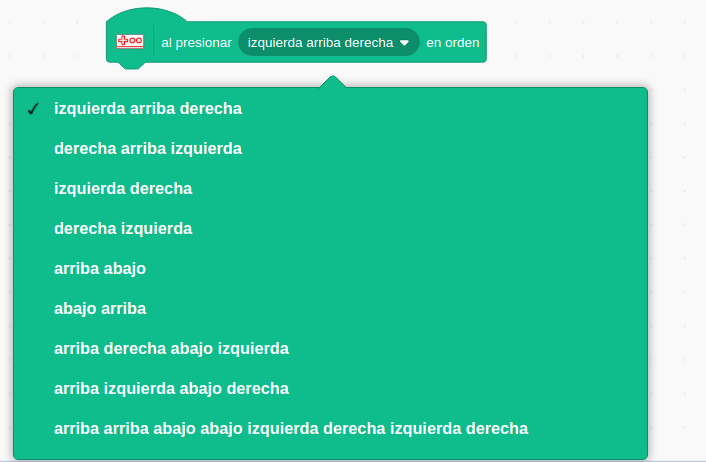 al presionar izquierda arriba derecha en orden
izquierda arriba derecha
derecha arriba izquierda
izquierda derecha
derecha izquierda
arriba abajo
abajo arriba
arriba derecha abajo izquierda
arriba izquierda abajo derecha
arriba arriba abajo abajo izquierda derecha izquierda derecha